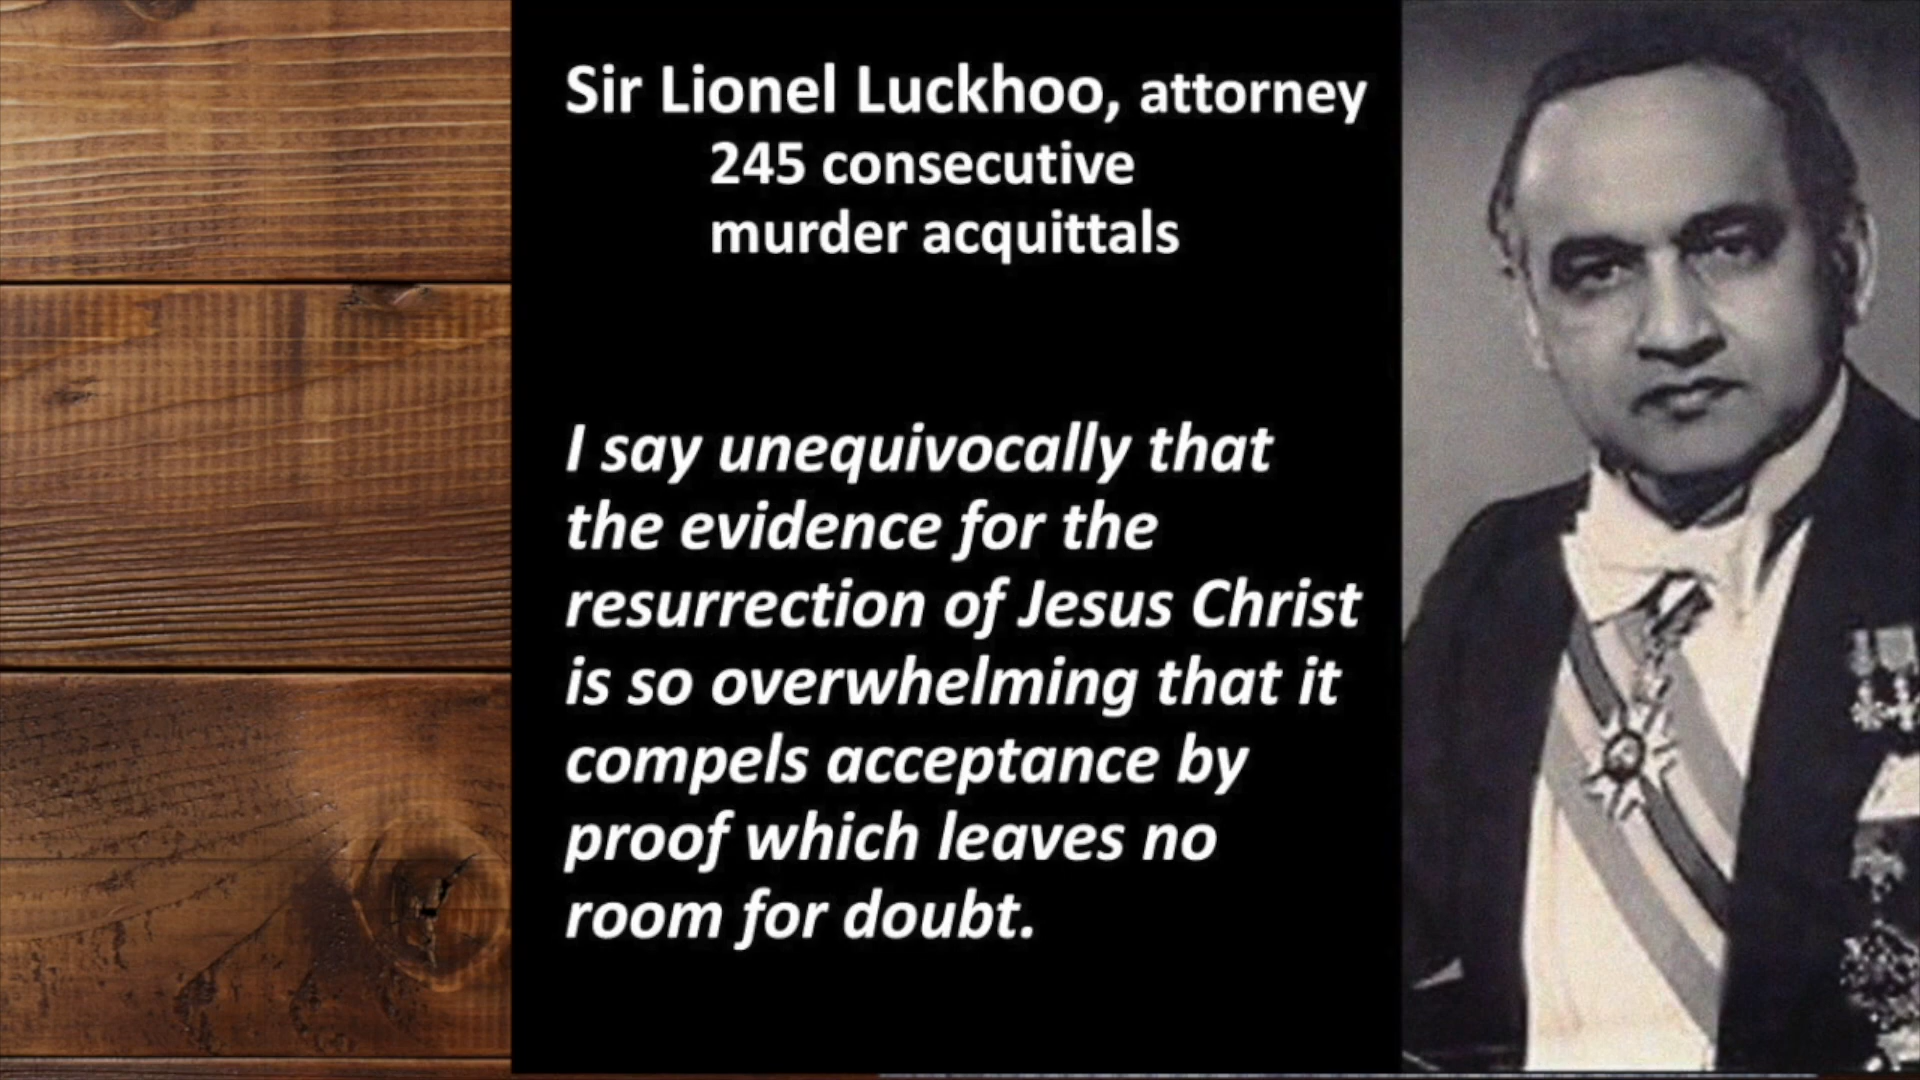 Sir Lionel Luckhoo, attorney
245 consecutive
murder acquittals
I say unequivocally that
the evidence for the
resurrection of Jesus Christ
is so overwhelming that it
compels acceptance by
proof which leaves no
room for doubt.